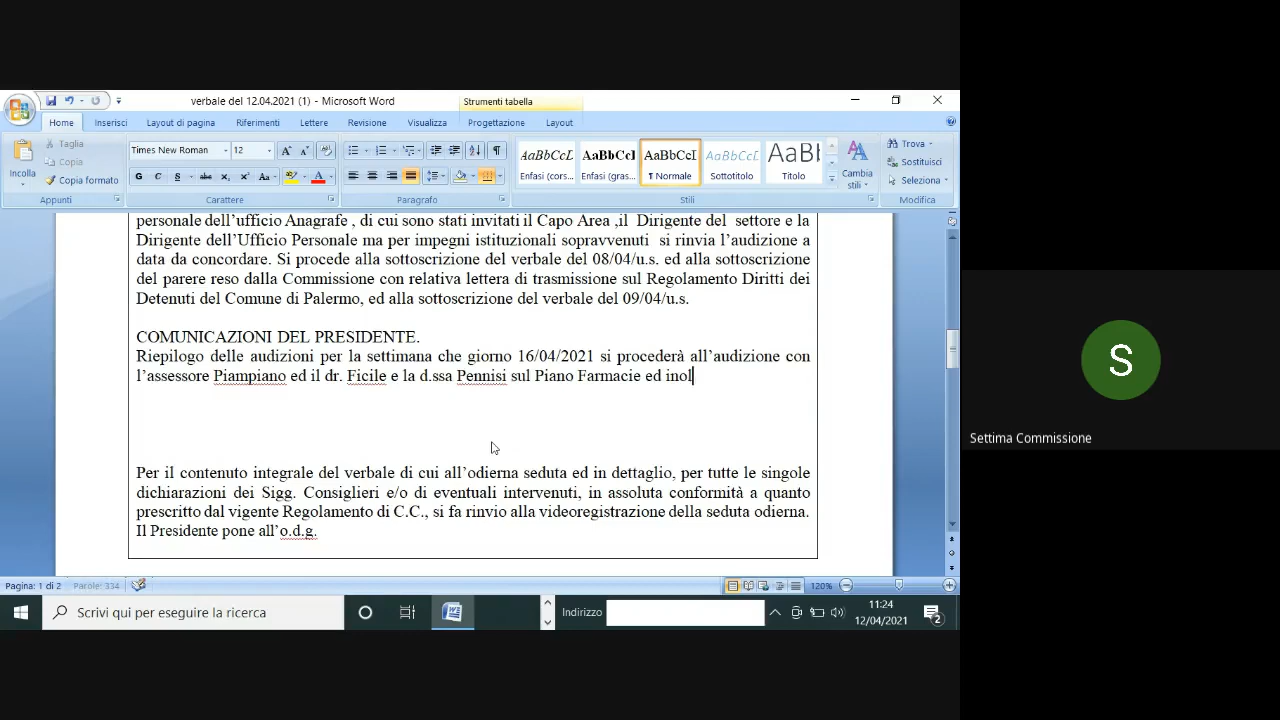 verbale del 12.04.2021 (1) - Microsoft Word
Strumenti tabella
Home Inserisci Layout di pagina Riferimenti Lettere Revisione Visualizza Progettazione Layout
Incolla
Taglia
Copia
Copia formato
Appunti
Times New Roman 12
G C S abc x₂ x² Aa
Carattere
Paragrafo
AaBbCcL AaBbCcI AaBbCcI AaBbCcI AaB
Enfasi (cors... Enfasi (gras... ¶ Normale Sottotitolo Titolo
Cambia stili
Stili
Trova
Sostituisci
Seleziona
Modifica
personale dell’ufficio Anagrafe , di cui sono stati invitati il Capo Area ,il Dirigente del settore e la
Dirigente dell’Ufficio Personale ma per impegni istituzionali sopravvenuti si rinvia l’audizione a
data da concordare. Si procede alla sottoscrizione del verbale del 08/04/u.s. ed alla sottoscrizione
del parere reso dalla Commissione con relativa lettera di trasmissione sul Regolamento Diritti dei
Detenuti del Comune di Palermo, ed alla sottoscrizione del verbale del 09/04/u.s.
COMUNICAZIONI DEL PRESIDENTE.
Riepilogo delle audizioni per la settimana che giorno 16/04/2021 si procederà all’audizione con
l’assessore Piampiano ed il dr. Ficile e la d.ssa Pennisi sul Piano Farmacie ed inol
Per il contenuto integrale del verbale di cui all’odierna seduta ed in dettaglio, per tutte le singole
dichiarazioni dei Sigg. Consiglieri e/o di eventuali intervenuti, in assoluta conformità a quanto
prescritto dal vigente Regolamento di C.C., si fa rinvio alla videoregistrazione della seduta odierna.
Il Presidente pone all’o.d.g.
Pagina: 1 di 2 Parole: 334 120%
Scrivi qui per eseguire la ricerca
Indirizzo
11:24
12/04/2021
2
S
Settima Commissione